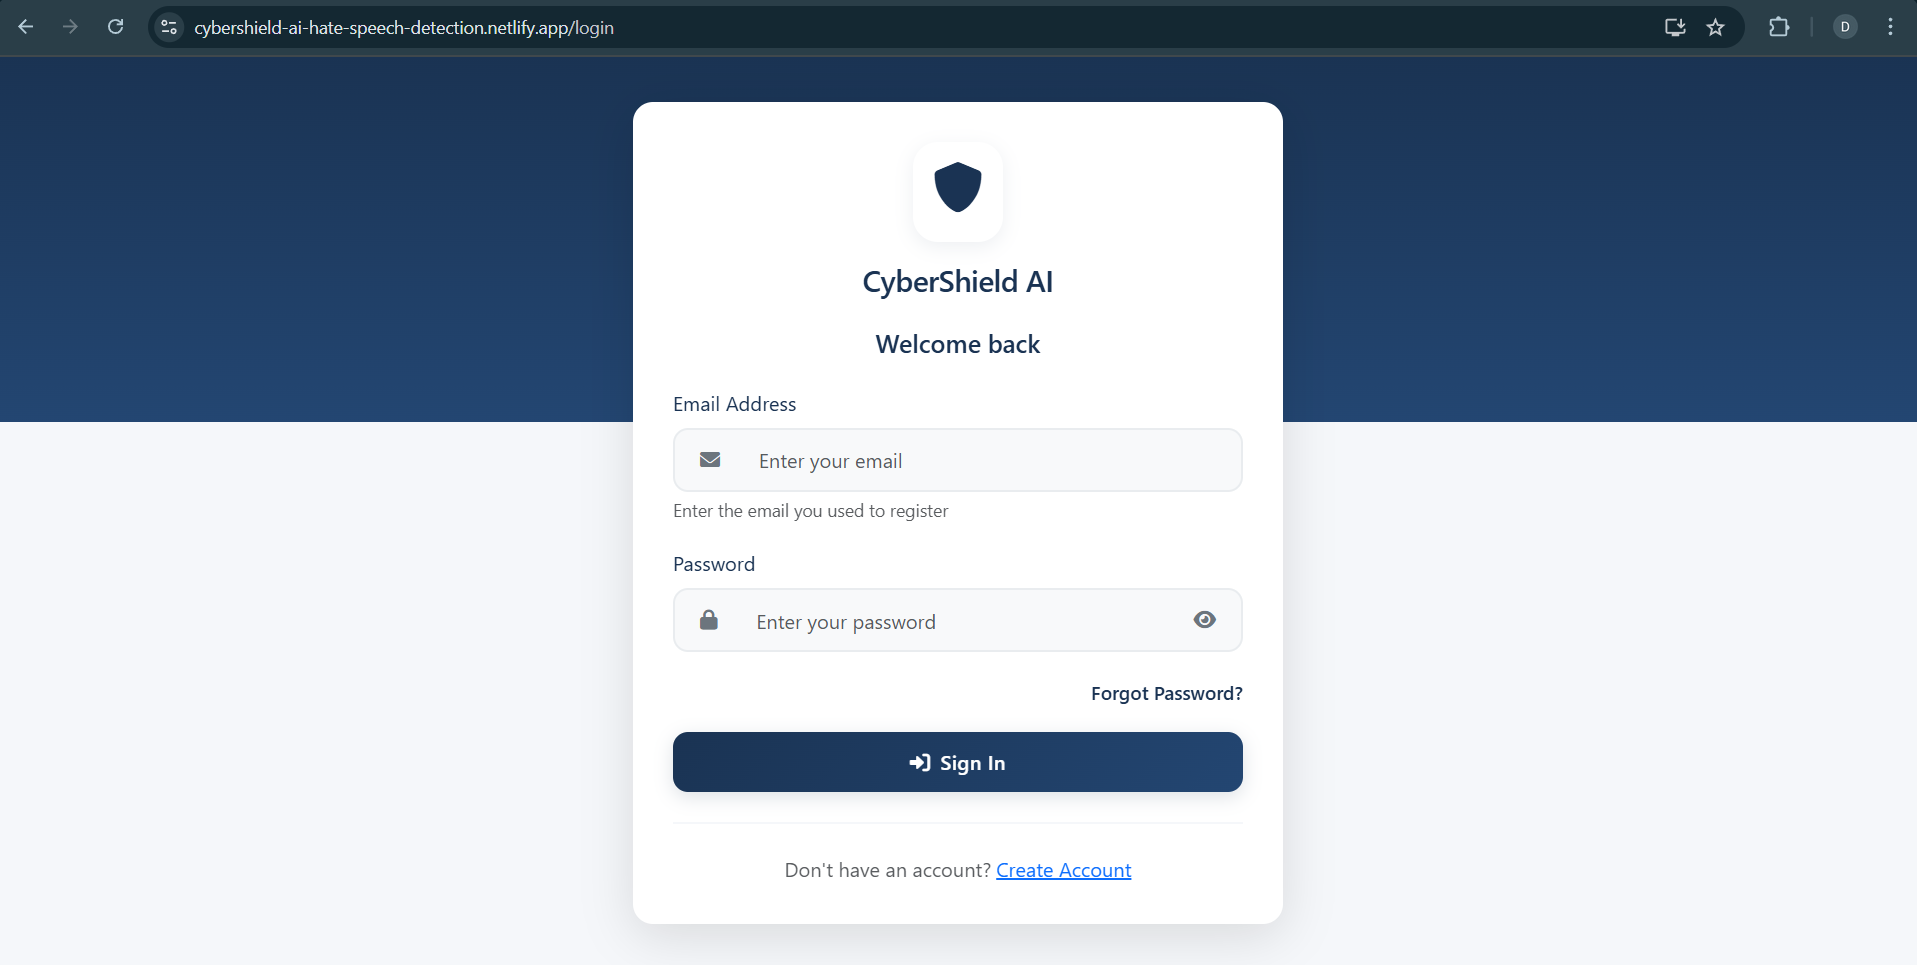 cybershield-ai-hate-speech-detection.netlify.app/login
D
CyberShield AI
Welcome back
Email Address
Enter your email
Enter the email you used to register
Password
Enter your password
Forgot Password?
Sign In
Don't have an account? Create Account